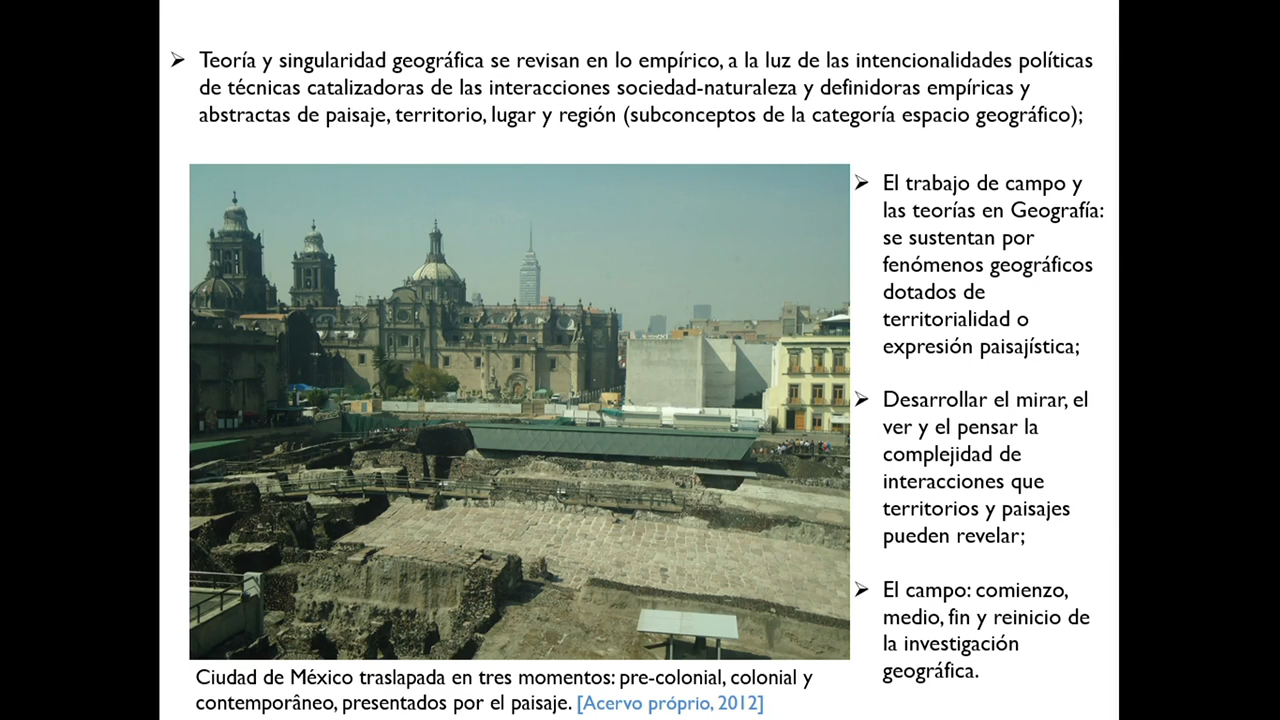 Teoría y singularidad geográfica se revisan en lo empírico, a la luz de las intencionalidades políticas
de técnicas catalizadoras de las interacciones sociedad-naturaleza y definidoras empíricas y
abstractas de paisaje, territorio, lugar y región (subconceptos de la categoría espacio geográfico);
El trabajo de campo y
las teorías en Geografía:
se sustentan por
fenómenos geográficos
dotados de
territorialidad o
expresión paisajística;
Desarrollar el mirar, el
ver y el pensar la
complejidad de
interacciones que
territorios y paisajes
pueden revelar;
El campo: comienzo,
medio, fin y reinicio de
la investigación
geográfica.
Ciudad de México traslapada en tres momentos: pre-colonial, colonial y
contemporâneo, presentados por el paisaje. [Acervo próprio, 2012]